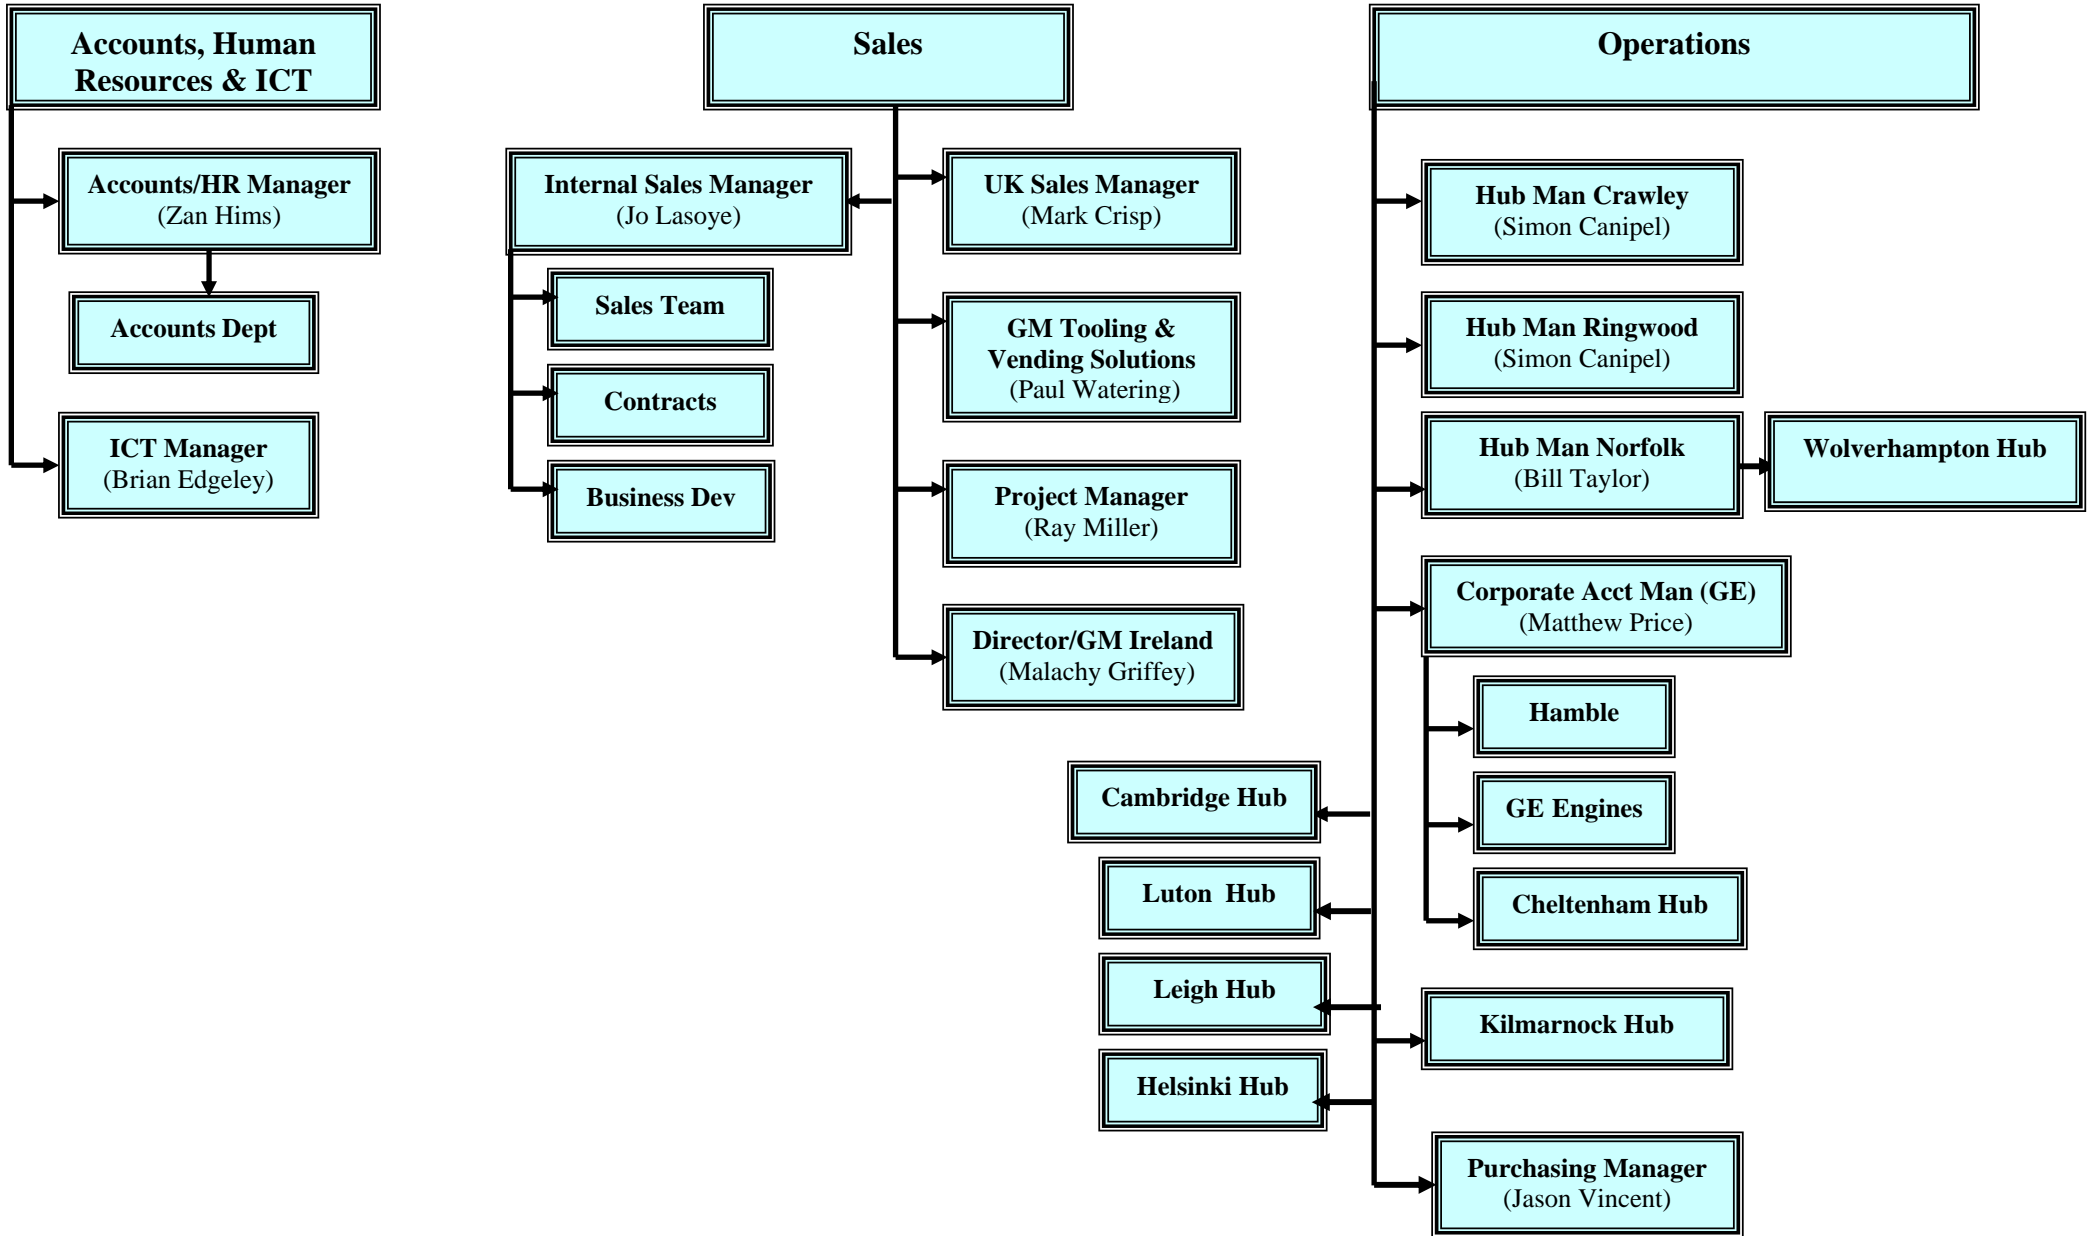 Accounts, Human
Resources & ICT
Accounts/HR Manager
(Zan Hims)
Accounts Dept
ICT Manager
(Brian Edgeley)
Sales
Internal Sales Manager
(Jo Lasoye)
Sales Team
Contracts
Business Dev
UK Sales Manager
(Mark Crisp)
GM Tooling &
Vending Solutions
(Paul Watering)
Project Manager
(Ray Miller)
Director/GM Ireland
(Malachy Griffey)
Operations
Hub Man Crawley
(Simon Canipel)
Hub Man Ringwood
(Simon Canipel)
Hub Man Norfolk
(Bill Taylor)
Wolverhampton Hub
Corporate Acct Man (GE)
(Matthew Price)
Hamble
GE Engines
Cheltenham Hub
Cambridge Hub
Luton  Hub
Leigh Hub
Helsinki Hub
Kilmarnock Hub
Purchasing Manager
(Jason Vincent)